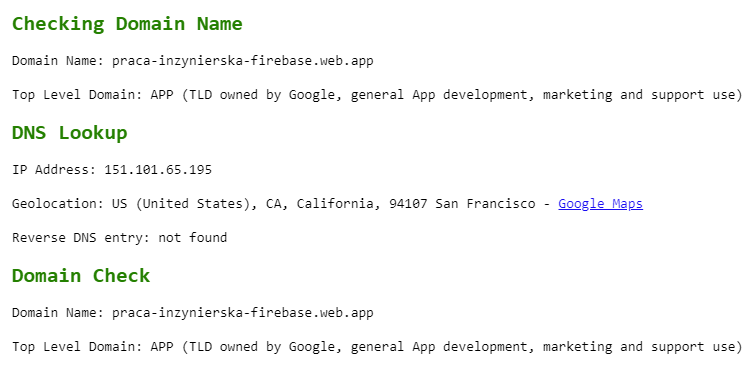 Checking Domain Name
Domain Name: praca-inzynierska-firebase.web.app
Top Level Domain: APP (TLD owned by Google, general App development, marketing and support use)
DNS Lookup
IP Address: 151.101.65.195
Geolocation: US (United States), CA, California, 94107 San Francisco - Google Maps
Reverse DNS entry: not found
Domain Check
Domain Name: praca-inzynierska-firebase.web.app
Top Level Domain: APP (TLD owned by Google, general App development, marketing and support use)